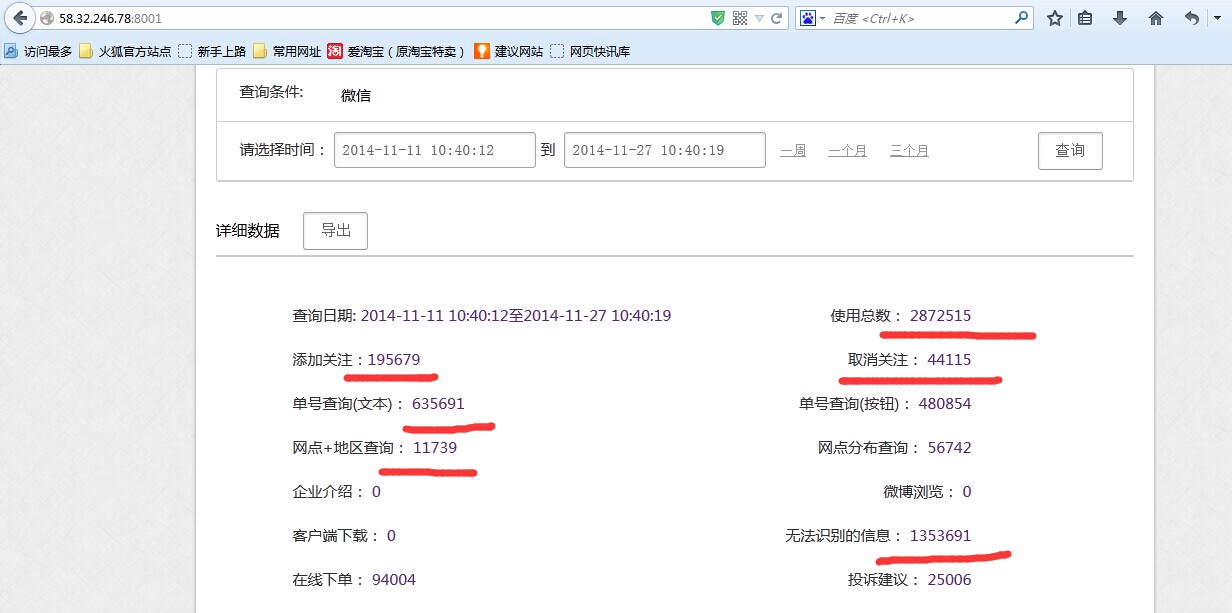 58.32.246.78:8001 百度 <Ctrl+K>
访问最多 火狐官方站点 新手上路 常用网址 淘 爱淘宝（原淘宝特卖） 建议网站 网页快讯库
查询条件: 微信
请选择时间： 2014-11-11 10:40:12 到 2014-11-27 10:40:19 一周 一个月 三个月 查询
详细数据 导出
查询日期: 2014-11-11 10:40:12至2014-11-27 10:40:19 使用总数： 2872515
添加关注：195679 取消关注： 44115
单号查询(文本)： 635691 单号查询(按钮)： 480854
网点+地区查询： 11739 网点分布查询： 56742
企业介绍： 0 微博浏览： 0
客户端下载： 0 无法识别的信息： 1353691
在线下单： 94004 投诉建议： 25006